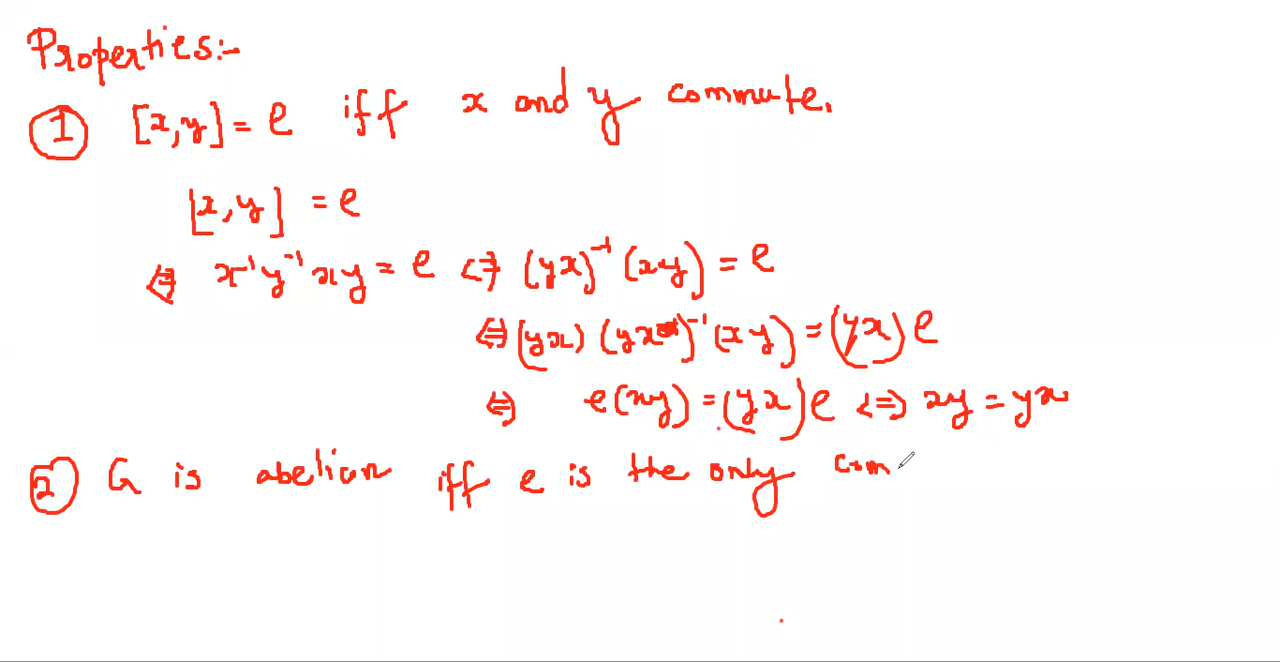 Properties:-
① [x,y] = e iff x and y commute.
[x,y] = e
⇔ x⁻¹y⁻¹xy = e ⇔ (yx)⁻¹(xy) = e
⇔ (yx)(yx)⁻¹(xy) = (yx)e
⇔ e(xy) = (yx)e ⇔ xy = yx
② G is abelian iff e is the only com